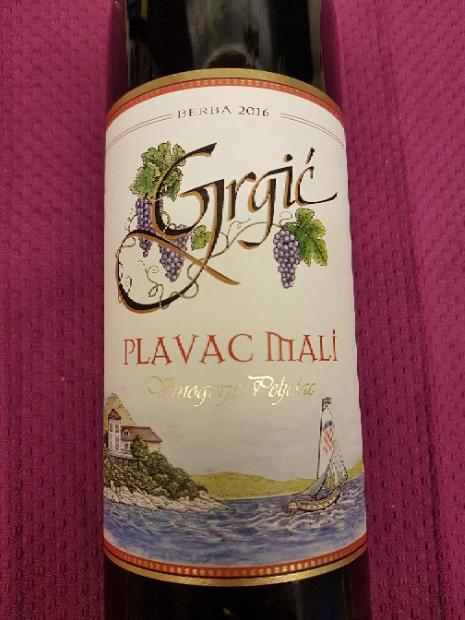 BERBA 2016
Grgić
PLAVAC MALI
Vinogorje Pelješac